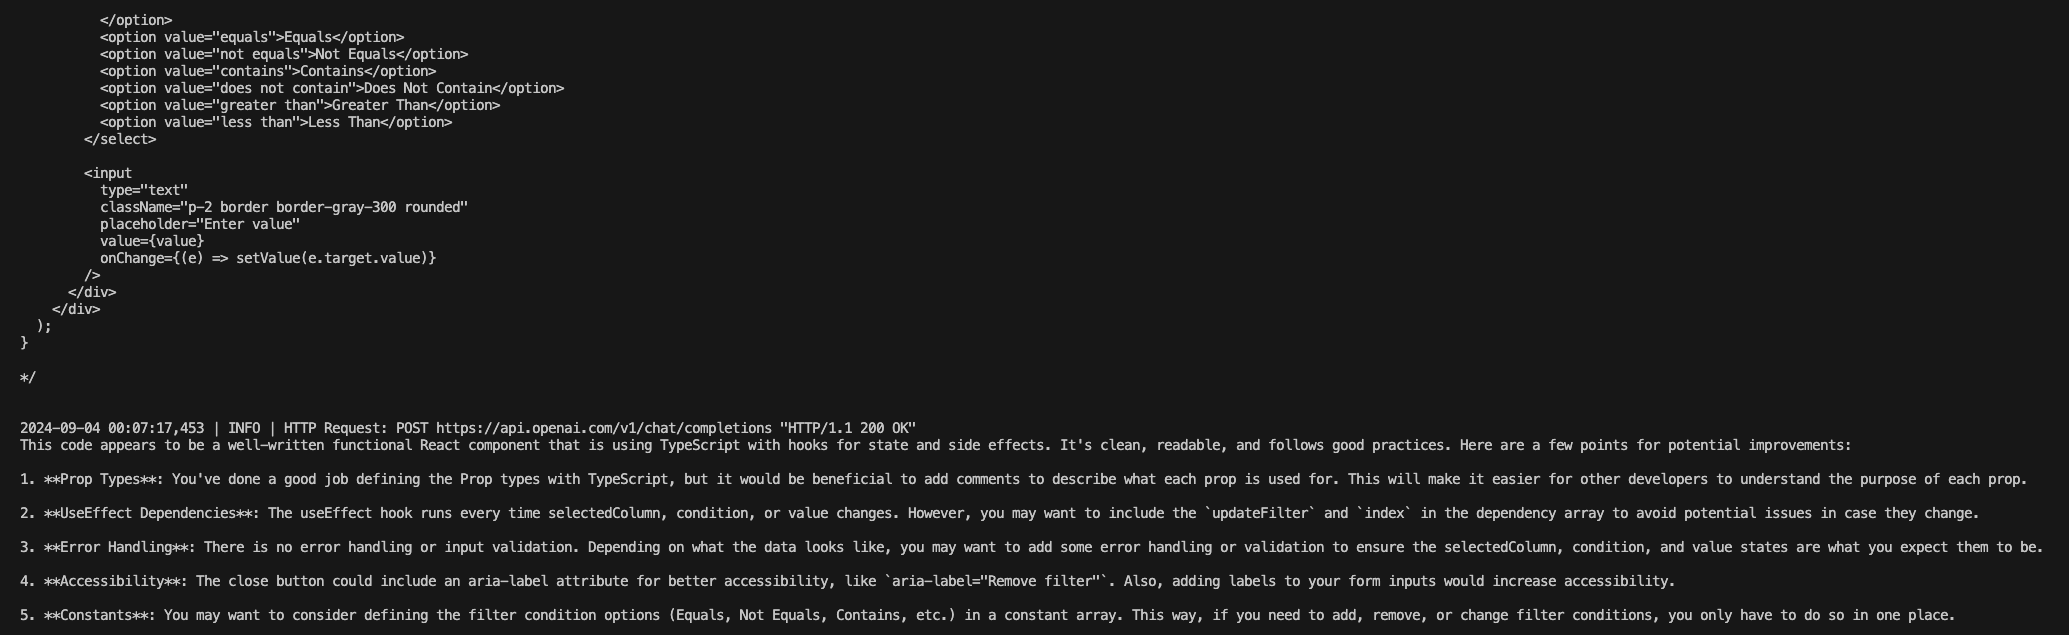 </option>
<option value="equals">Equals</option>
<option value="not equals">Not Equals</option>
<option value="contains">Contains</option>
<option value="does not contain">Does Not Contain</option>
<option value="greater than">Greater Than</option>
<option value="less than">Less Than</option>
</select>
<input
type="text"
className="p-2 border border-gray-300 rounded"
placeholder="Enter value"
value={value}
onChange={(e) => setValue(e.target.value)}
/>
</div>
</div>
);
}
*/
2024-09-04 00:07:17,453 | INFO | HTTP Request: POST https://api.openai.com/v1/chat/completions "HTTP/1.1 200 OK"
This code appears to be a well-written functional React component that is using TypeScript with hooks for state and side effects. It's clean, readable, and follows good practices. Here are a few points for potential improvements:
1. **Prop Types**: You've done a good job defining the Prop types with TypeScript, but it would be beneficial to add comments to describe what each prop is used for. This will make it easier for other developers to understand the purpose of each prop.
2. **UseEffect Dependencies**: The useEffect hook runs every time selectedColumn, condition, or value changes. However, you may want to include the `updateFilter` and `index` in the dependency array to avoid potential issues in case they change.
3. **Error Handling**: There is no error handling or input validation. Depending on what the data looks like, you may want to add some error handling or validation to ensure the selectedColumn, condition, and value states are what you expect them to be.
4. **Accessibility**: The close button could include an aria-label attribute for better accessibility, like `aria-label="Remove filter"`. Also, adding labels to your form inputs would increase accessibility.
5. **Constants**: You may want to consider defining the filter condition options (Equals, Not Equals, Contains, etc.) in a constant array. This way, if you need to add, remove, or change filter conditions, you only have to do so in one place.